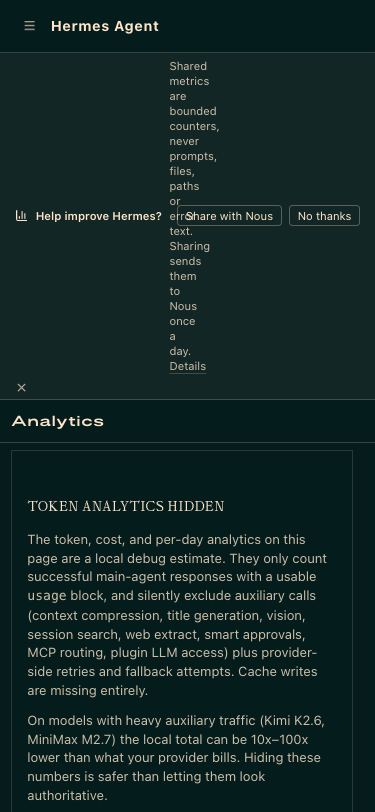 Hermes Agent
Shared
metrics
are
bounded
counters,
never
prompts,
files,
paths
or
error
text.
Sharing
sends
them
to
Nous
once
a
day.
Details
Help improve Hermes?
Share with Nous
No thanks
Analytics
TOKEN ANALYTICS HIDDEN
The token, cost, and per-day analytics on this
page are a local debug estimate. They only count
successful main-agent responses with a usable
usage block, and silently exclude auxiliary calls
(context compression, title generation, vision,
session search, web extract, smart approvals,
MCP routing, plugin LLM access) plus provider-
side retries and fallback attempts. Cache writes
are missing entirely.
On models with heavy auxiliary traffic (Kimi K2.6,
MiniMax M2.7) the local total can be 10x–100x
lower than what your provider bills. Hiding these
numbers is safer than letting them look
authoritative.